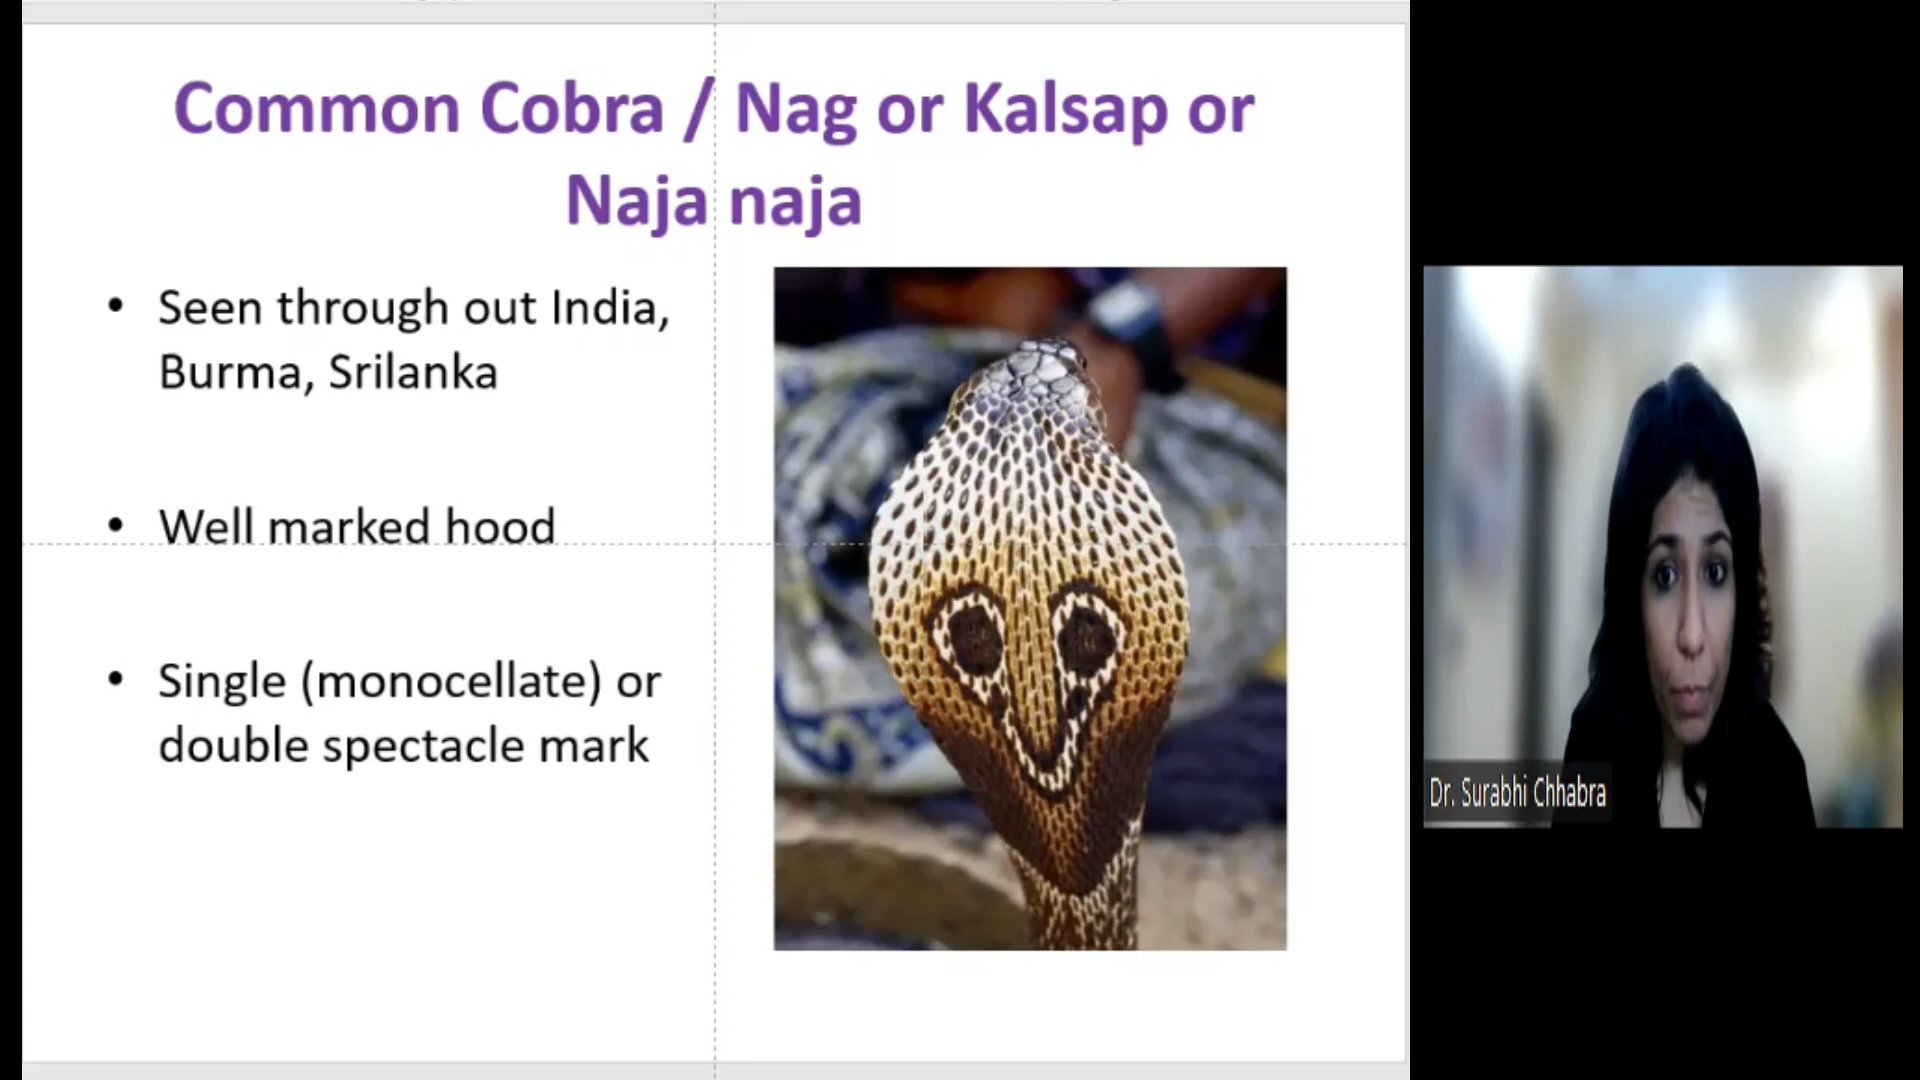 Common Cobra / Nag or Kalsap or
Naja naja
• Seen through out India,
Burma, Srilanka
• Well marked hood
• Single (monocellate) or
double spectacle mark
Dr. Surabhi Chhabra